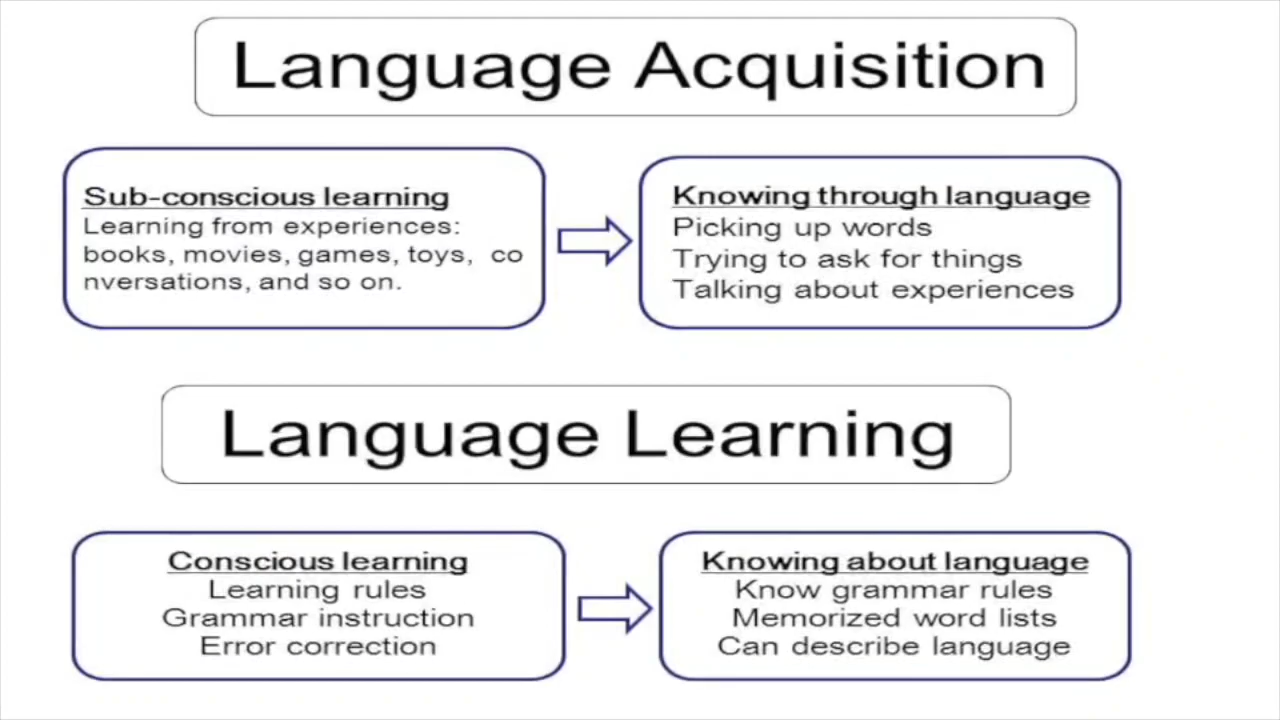 Language Acquisition
Sub-conscious learning
Learning from experiences:
books, movies, games, toys, co
nversations, and so on.
Knowing through language
Picking up words
Trying to ask for things
Talking about experiences
Language Learning
Conscious learning
Learning rules
Grammar instruction
Error correction
Knowing about language
Know grammar rules
Memorized word lists
Can describe language